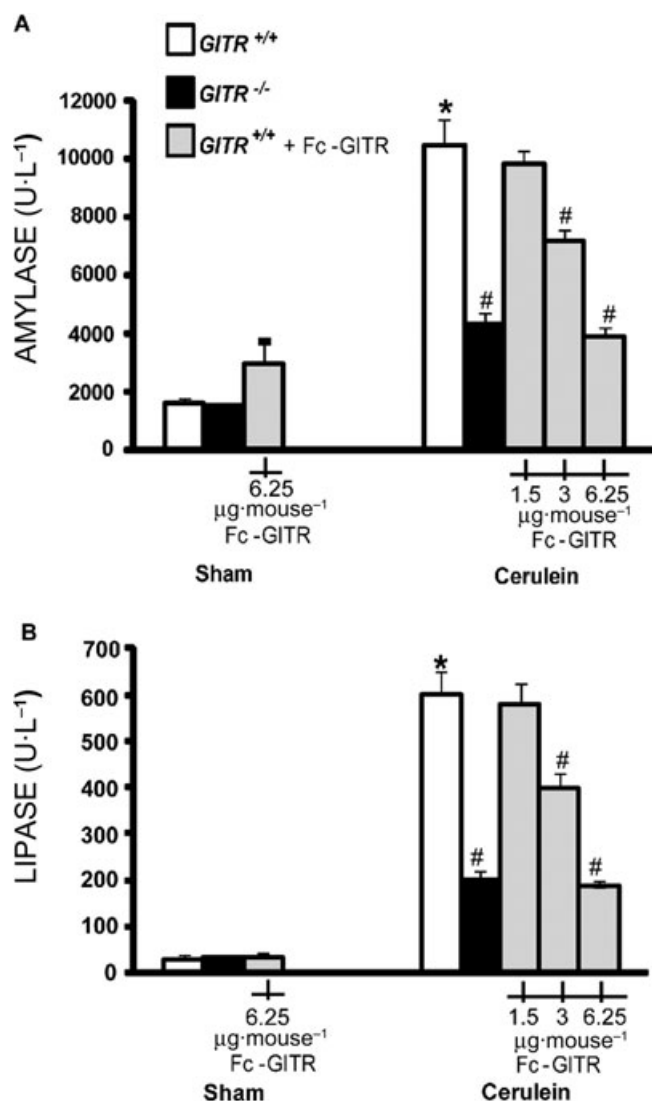 A
GITR +/+
GITR -/-
GITR +/+ + Fc-GITR
AMYLASE (U·L⁻¹)
12000
10000
8000
6000
4000
2000
0
*
#
#
#
6.25
μg·mouse⁻¹
Fc-GITR
Sham
1.5 3 6.25
μg·mouse⁻¹
Fc-GITR
Cerulein
B
LIPASE (U·L⁻¹)
700
600
500
400
300
200
100
0
*
#
#
#
6.25
μg·mouse⁻¹
Fc-GITR
Sham
1.5 3 6.25
μg·mouse⁻¹
Fc-GITR
Cerulein